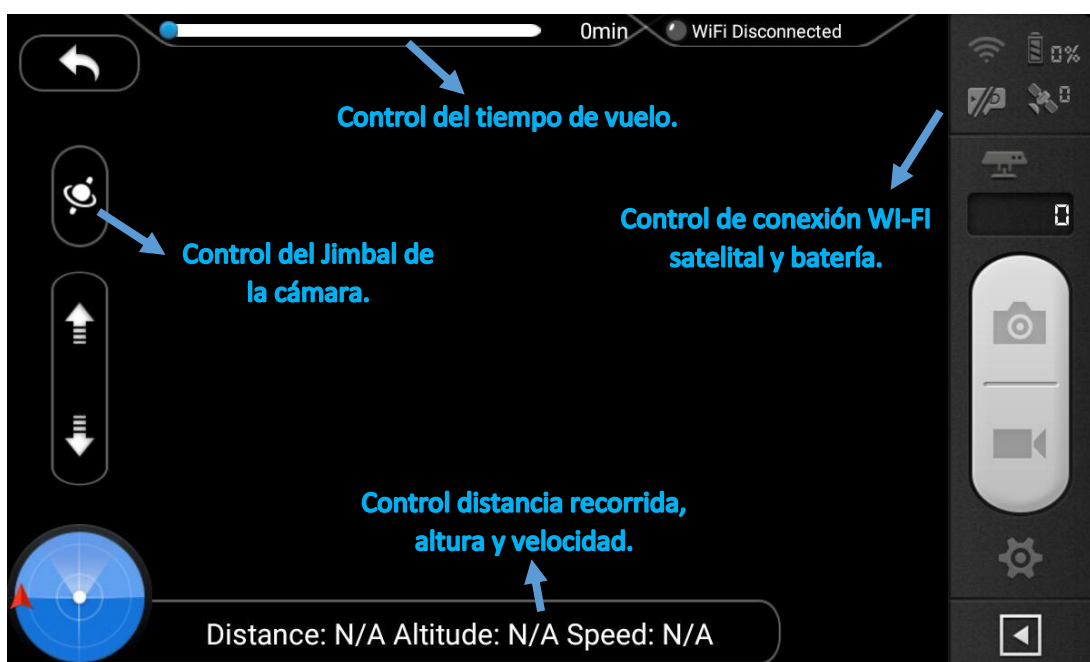 0min
WiFi Disconnected
0%
0
Control del tiempo de vuelo.
0
Control de conexión WI-FI
satelital y batería.
Control del Jimbal de
la cámara.
Control distancia recorrida,
altura y velocidad.
Distance: N/A Altitude: N/A Speed: N/A